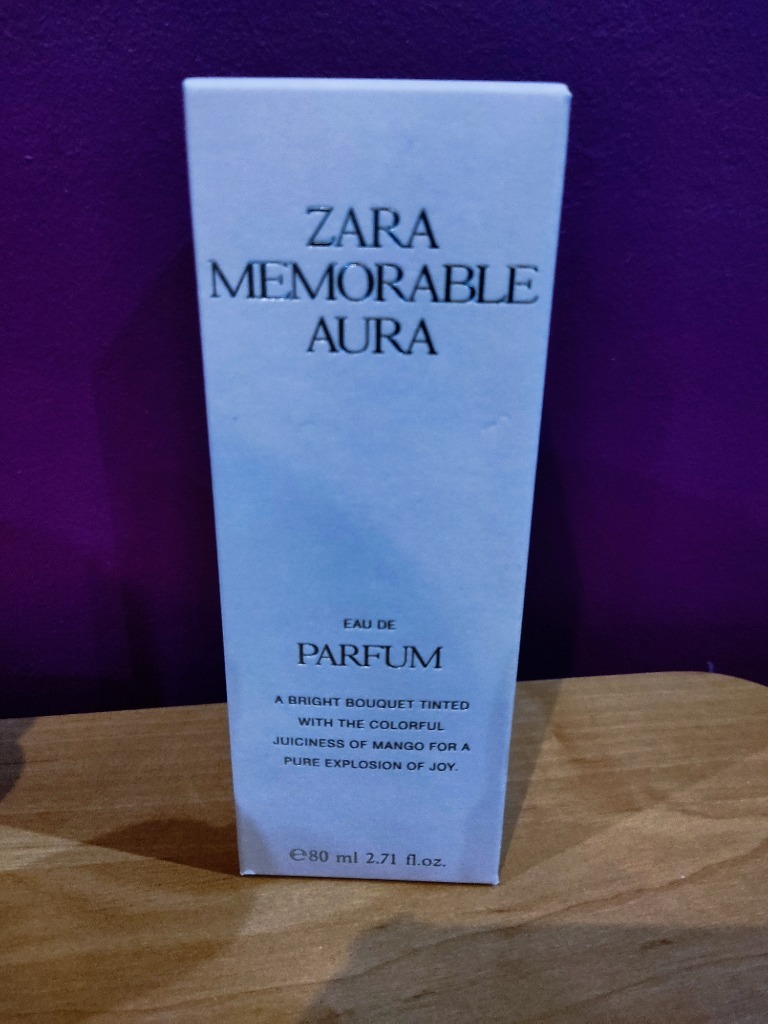 ZARA
MEMORABLE
AURA
EAU DE
PARFUM
A BRIGHT BOUQUET TINTED
WITH THE COLORFUL
JUICINESS OF MANGO FOR A
PURE EXPLOSION OF JOY.
℮80 ml 2.71 fl.oz.